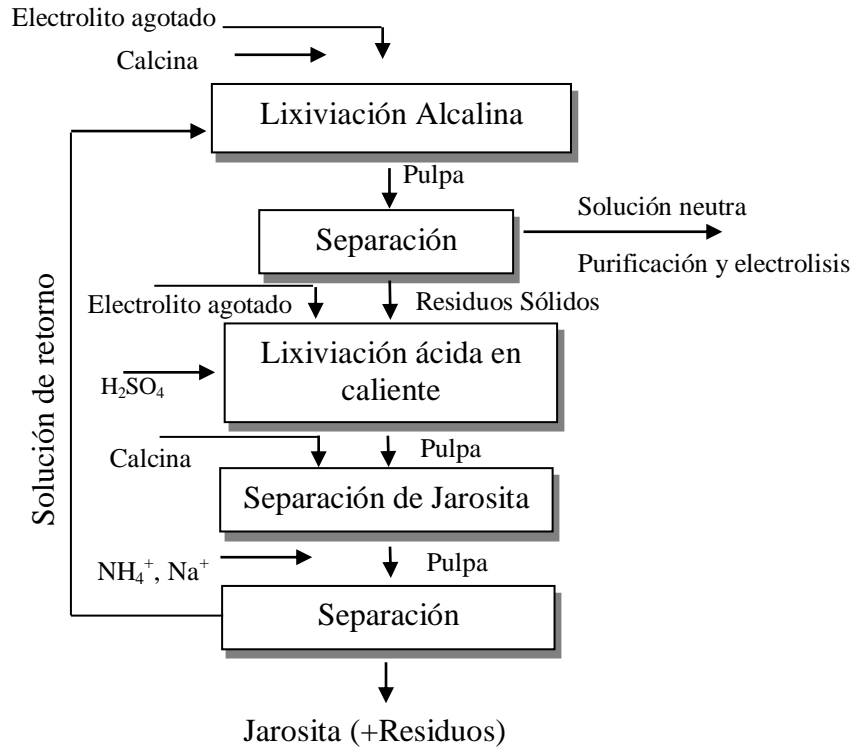 Electrolito agotado
Calcina
Lixiviación Alcalina
Pulpa
Separación
Solución neutra
Purificación y electrolisis
Electrolito agotado
Residuos Sólidos
Lixiviación ácida en
caliente
H₂SO₄
Pulpa
Calcina
Separación de Jarosita
NH₄⁺, Na⁺
Pulpa
Separación
Solución de retorno
Jarosita (+Residuos)